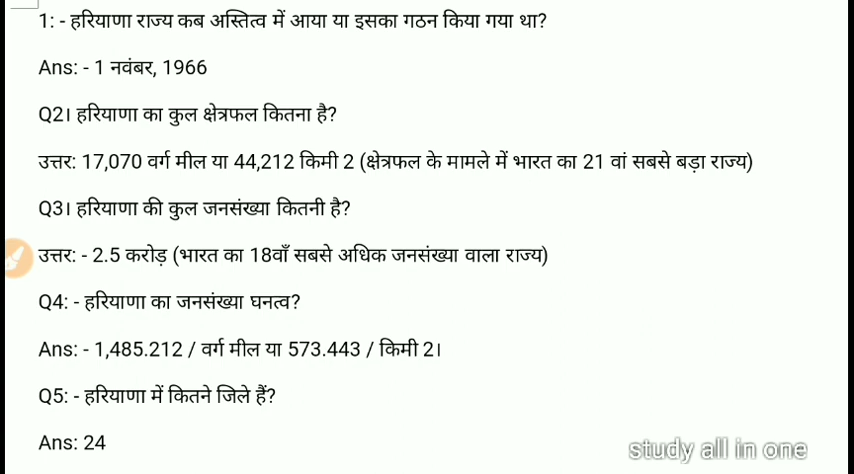 1: - हरियाणा राज्य कब अस्तित्व में आया या इसका गठन किया गया था?
Ans: - 1 नवंबर, 1966
Q2। हरियाणा का कुल क्षेत्रफल कितना है?
उत्तर: 17,070 वर्ग मील या 44,212 किमी 2 (क्षेत्रफल के मामले में भारत का 21 वां सबसे बड़ा राज्य)
Q3। हरियाणा की कुल जनसंख्या कितनी है?
उत्तर: - 2.5 करोड़ (भारत का 18वाँ सबसे अधिक जनसंख्या वाला राज्य)
Q4: - हरियाणा का जनसंख्या घनत्व?
Ans: - 1,485.212 / वर्ग मील या 573.443 / किमी 2।
Q5: - हरियाणा में कितने जिले हैं?
Ans: 24
study all in one